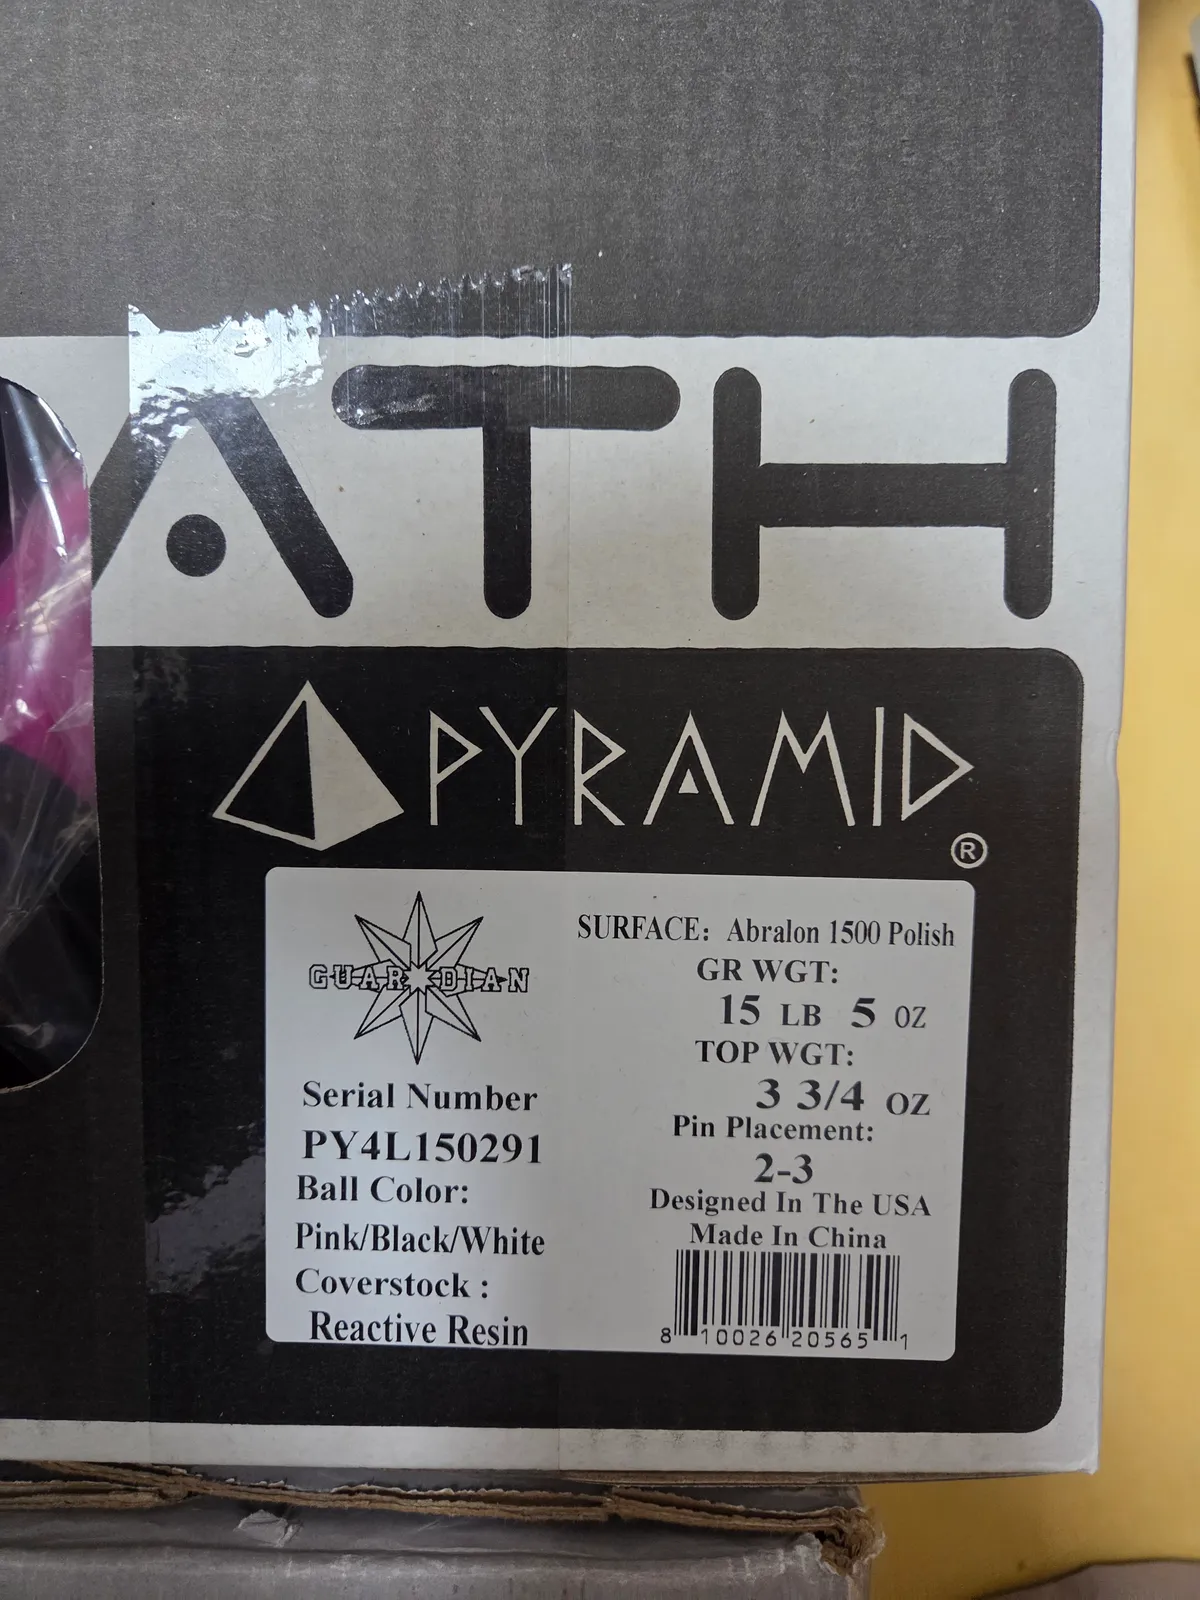 ATH
PYRAMID
®
GUARDIAN
Serial Number
PY4L150291
Ball Color:
Pink/Black/White
Coverstock :
Reactive Resin
SURFACE: Abralon 1500 Polish
GR WGT:
15 LB 5 OZ
TOP WGT:
3 3/4 OZ
Pin Placement:
2-3
Designed In The USA
Made In China
8 10026 20565 1